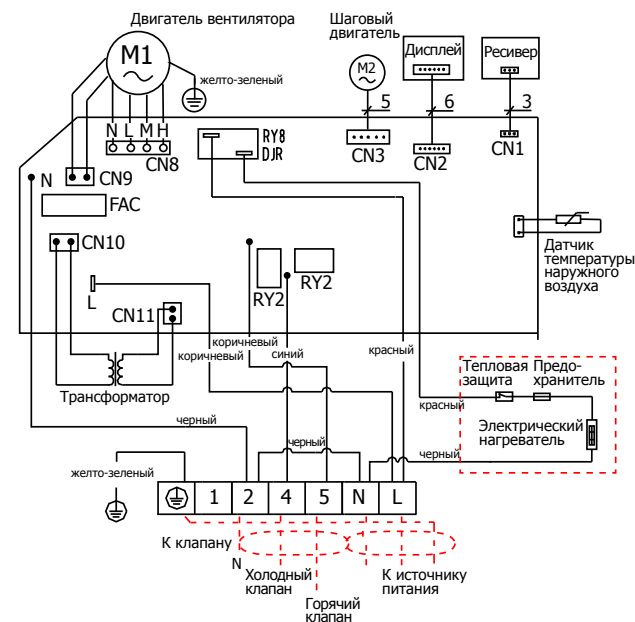 Двигатель вентилятора
Шаговый
двигатель
M1
M2
Дисплей
Ресивер
желто-зеленый
5
6
3
N L M H
CN8
RY8
DJR
CN3
CN2
CN1
N
CN9
FAC
CN10
L
CN11
RY2
RY2
Датчик
температуры
наружного
воздуха
коричневый
коричневый
синий
красный
Трансформатор
Тепловая
защита
Предо-
хранитель
красный
Электрический
нагреватель
черный
черный
черный
желто-зеленый
1 2 4 5 N L
К клапану
N
Холодный
клапан
Горячий
клапан
К источнику
питания